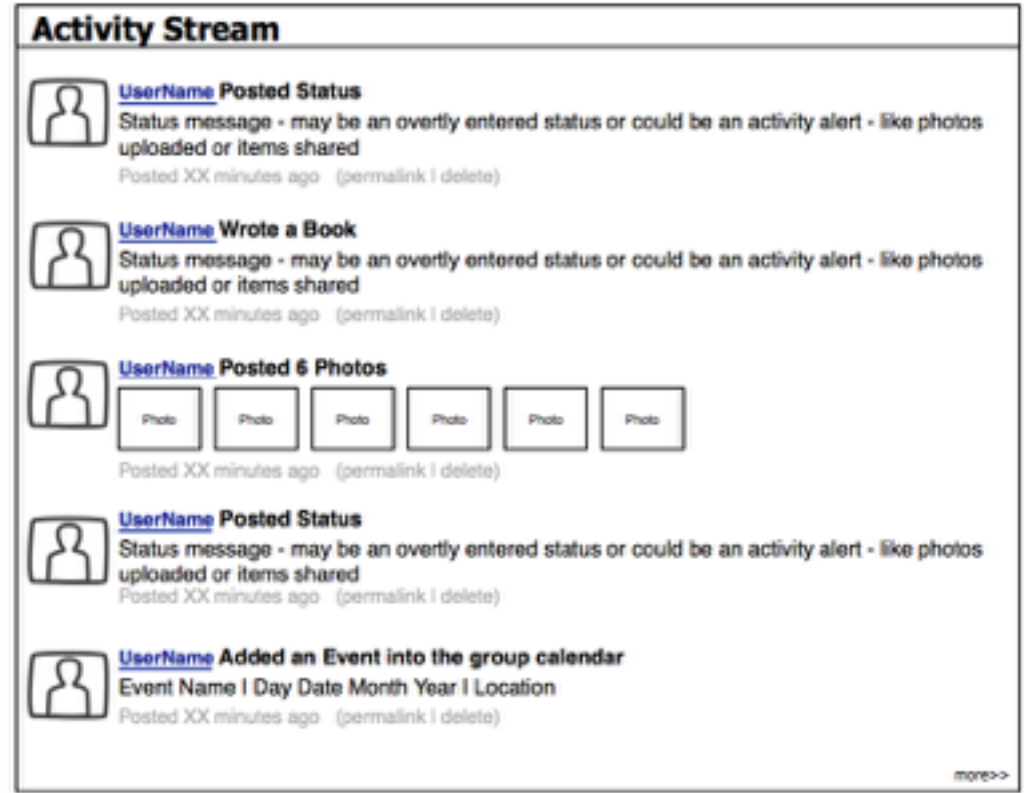 Activity Stream
UserName Posted Status
Status message - may be an overtly entered status or could be an activity alert - like photos
uploaded or items shared
Posted XX minutes ago (permalink | delete)
UserName Wrote a Book
Status message - may be an overtly entered status or could be an activity alert - like photos
uploaded or items shared
Posted XX minutes ago (permalink | delete)
UserName Posted 6 Photos
Photo Photo Photo Photo Photo Photo
Posted XX minutes ago (permalink | delete)
UserName Posted Status
Status message - may be an overtly entered status or could be an activity alert - like photos
uploaded or items shared
Posted XX minutes ago (permalink | delete)
UserName Added an Event into the group calendar
Event Name | Day Date Month Year | Location
Posted XX minutes ago (permalink | delete)
more>>